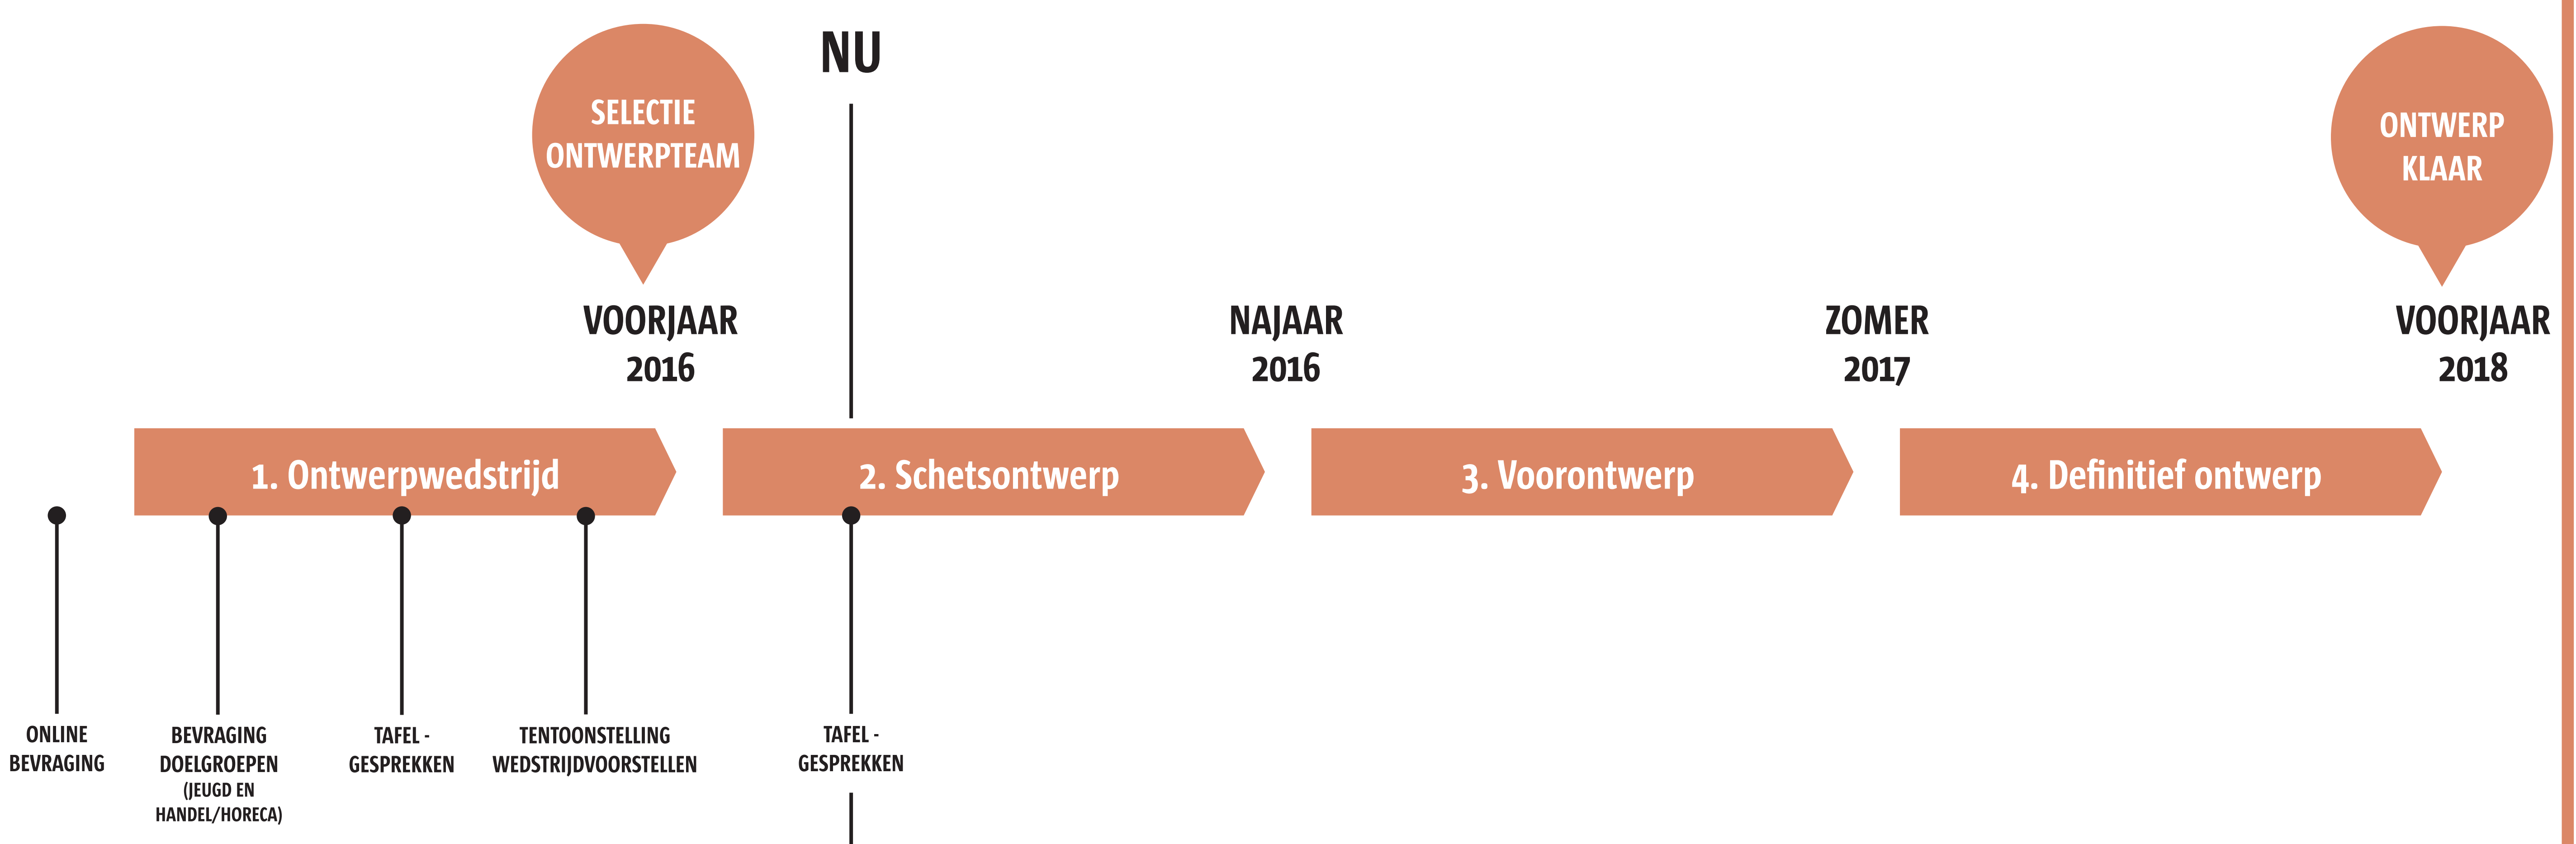 SELECTIE
ONTWERPTEAM
NU
ONTWERP
KLAAR
VOORJAAR
2016
NAJAAR
2016
ZOMER
2017
VOORJAAR
2018
1. Ontwerpwedstrijd
2. Schetsontwerp
3. Voorontwerp
4. Definitief ontwerp
ONLINE
BEVRAGING
BEVRAGING
DOELGROEPEN
(JEUGD EN
HANDEL/HORECA)
TAFEL -
GESPREKKEN
TENTOONSTELLING
WEDSTRIJDVOORSTELLEN
TAFEL -
GESPREKKEN